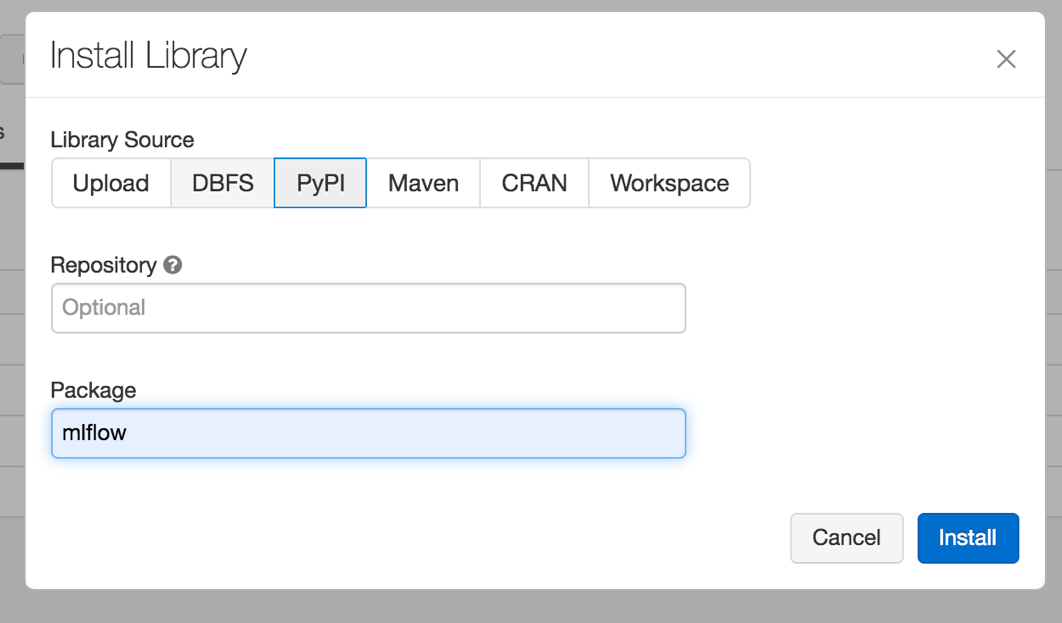 Install Library
Library Source
Upload DBFS PyPI Maven CRAN Workspace
Repository ?
Optional
Package
mlflow
Cancel Install